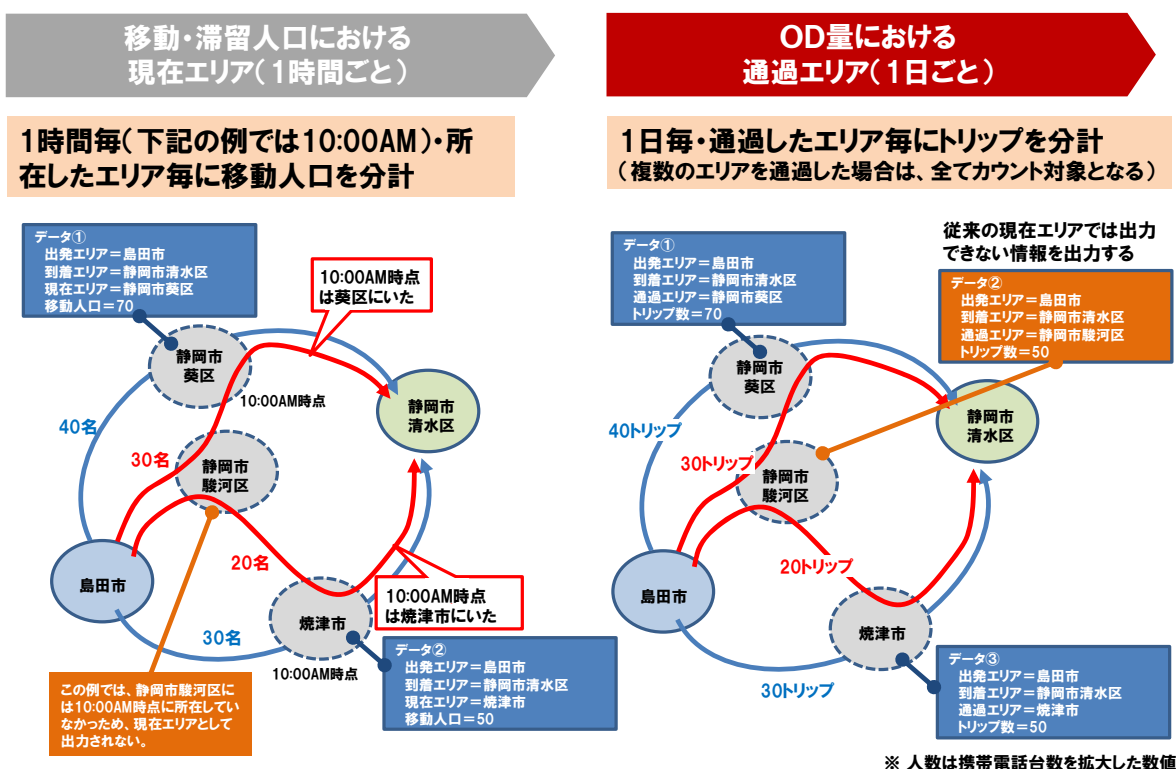 移動・滞留人口における
現在エリア(1時間ごと)
1時間毎(下記の例では10:00AM)・所
在したエリア毎に移動人口を分計
データ①
出発エリア=島田市
到着エリア=静岡市清水区
現在エリア=静岡市葵区
移動人口=70
10:00AM時点
は葵区にいた
静岡市
葵区
10:00AM時点
静岡市
清水区
40名
30名
静岡市
駿河区
20名
島田市
10:00AM時点
は焼津市にいた
焼津市
30名
10:00AM時点
データ②
出発エリア=島田市
到着エリア=静岡市清水区
現在エリア=焼津市
移動人口=50
この例では、静岡市駿河区に
は10:00AM時点に所在してい
なかっため、現在エリアとして
出力されない。
OD量における
通過エリア(1日ごと)
1日毎・通過したエリア毎にトリップを分計
(複数のエリアを通過した場合は、全てカウント対象となる)
従来の現在エリアでは出力
できない情報を出力する
データ①
出発エリア=島田市
到着エリア=静岡市清水区
通過エリア=静岡市葵区
トリップ数=70
データ②
出発エリア=島田市
到着エリア=静岡市清水区
通過エリア=静岡市駿河区
トリップ数=50
静岡市
葵区
静岡市
清水区
40トリップ
30トリップ
静岡市
駿河区
20トリップ
島田市
焼津市
30トリップ
データ③
出発エリア=島田市
到着エリア=静岡市清水区
通過エリア=焼津市
トリップ数=50
※ 人数は携帯電話台数を拡大した数値